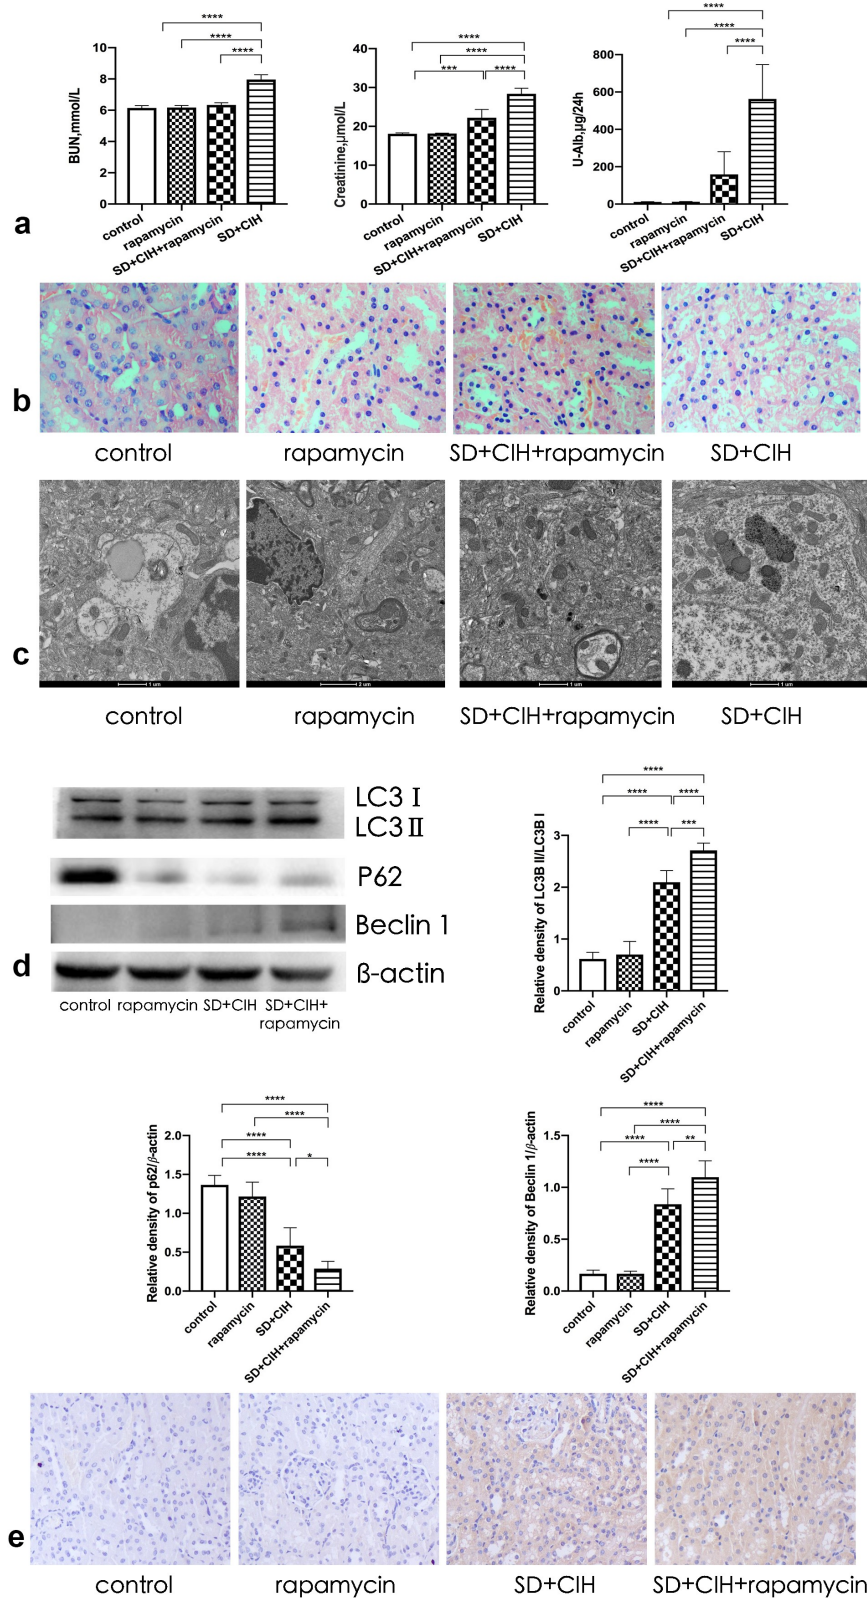 ****
****
****
10
8
6
4
2
0
BUN,mmol/L
control
rapamycin
SD+CIH+rapamycin
SD+CIH
****
****
***
****
40
30
20
10
0
Creatinine,μmol/L
control
rapamycin
SD+CIH+rapamycin
SD+CIH
****
****
****
800
600
400
200
0
U-Alb,μg/24h
control
rapamycin
SD+CIH+rapamycin
SD+CIH
a
b
control
rapamycin
SD+CIH+rapamycin
SD+CIH
1 um
2 um
1 um
1 um
c
control
rapamycin
SD+CIH+rapamycin
SD+CIH
LC3 Ⅰ
LC3 Ⅱ
P62
Beclin 1
ß-actin
d
control
rapamycin
SD+CIH
SD+CIH+
rapamycin
****
****
****
****
***
3
2
1
0
Relative density of LC3B II/LC3B I
control
rapamycin
SD+CIH
SD+CIH+rapamycin
****
****
****
****
*
2.0
1.5
1.0
0.5
0.0
Relative density of p62/β-actin
control
rapamycin
SD+CIH
SD+CIH+rapamycin
****
****
****
**
****
1.5
1.0
0.5
0.0
Relative density of Beclin 1/β-actin
control
rapamycin
SD+CIH
SD+CIH+rapamycin
e
control
rapamycin
SD+CIH
SD+CIH+rapamycin